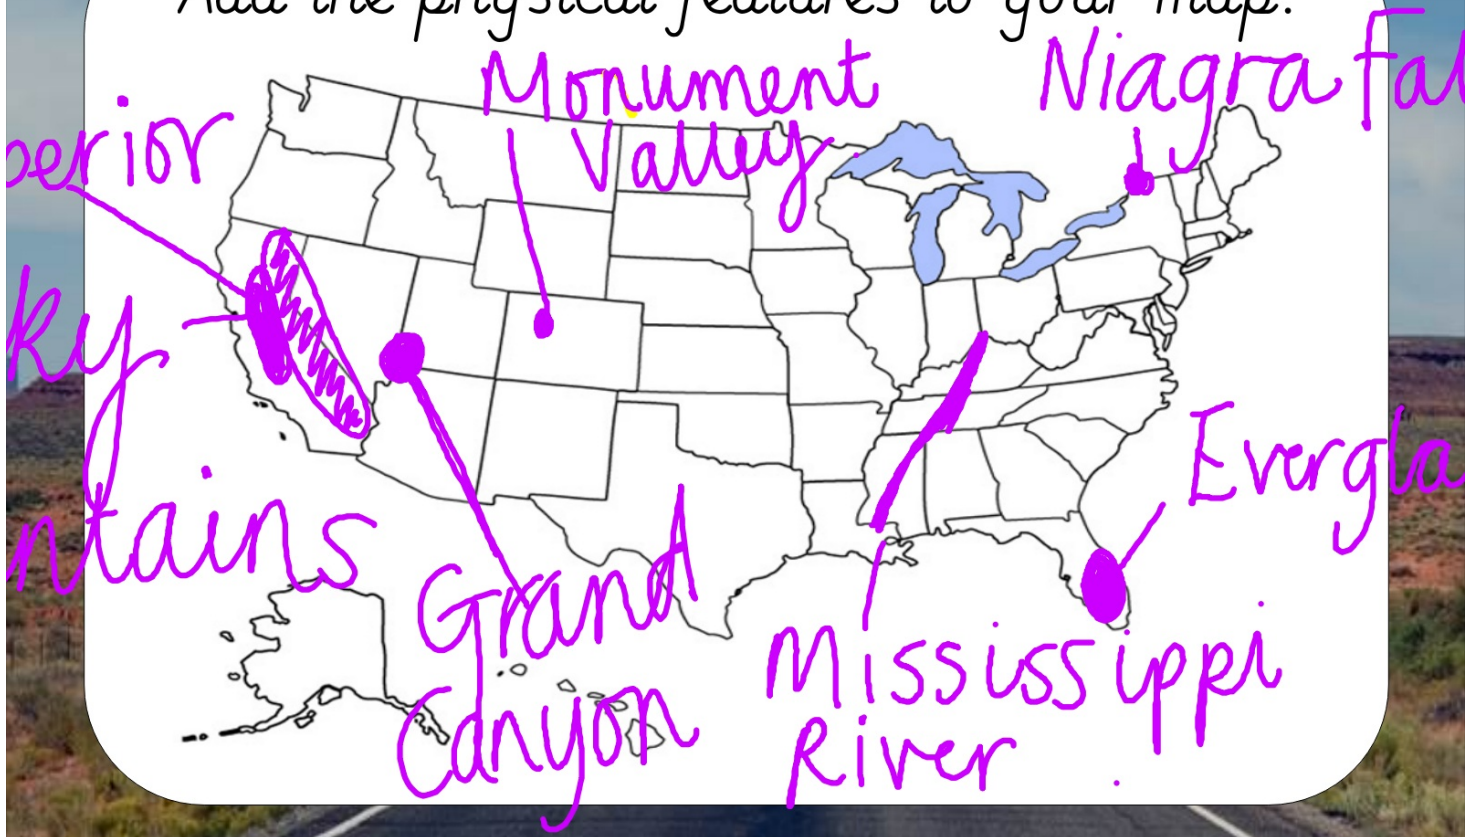 Add the physical features to your map.
Monument
Valley
Niagra Fal
perior
ky
ntains
Grand
Canyon
Mississippi
River
Evergla